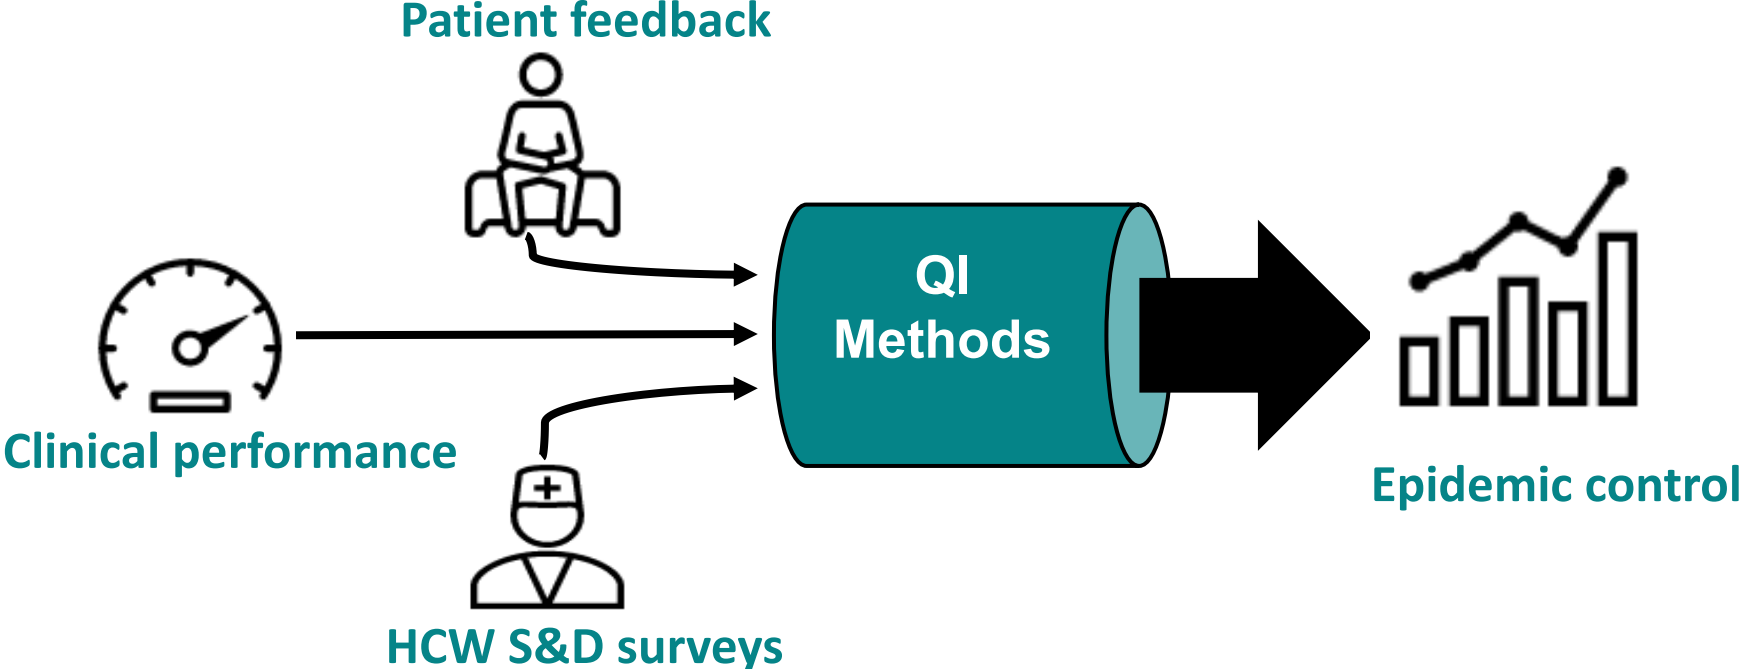 Patient feedback
Clinical performance
HCW S&D surveys
QI
Methods
Epidemic control